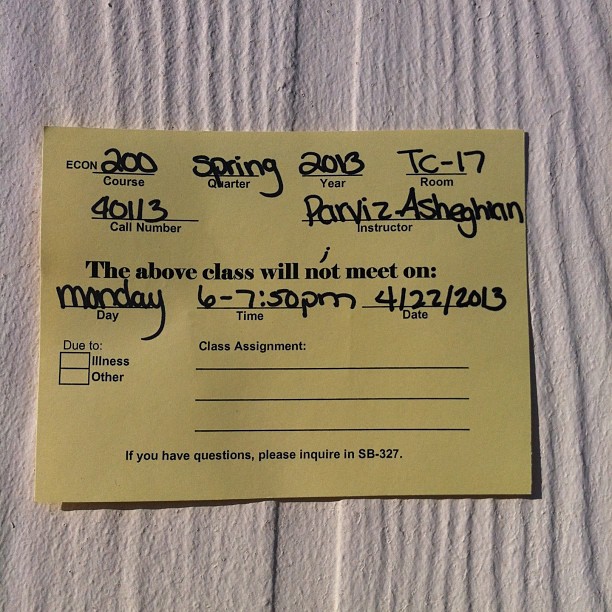 ECON 200 Spring 2013 TC-17
Course Quarter Year Room
40113 Parviz Asheghian
Call Number Instructor
The above class will not meet on:
monday 6-7:50pm 4/22/2013
Day Time Date
Due to: Class Assignment:
Illness
Other
If you have questions, please inquire in SB-327.